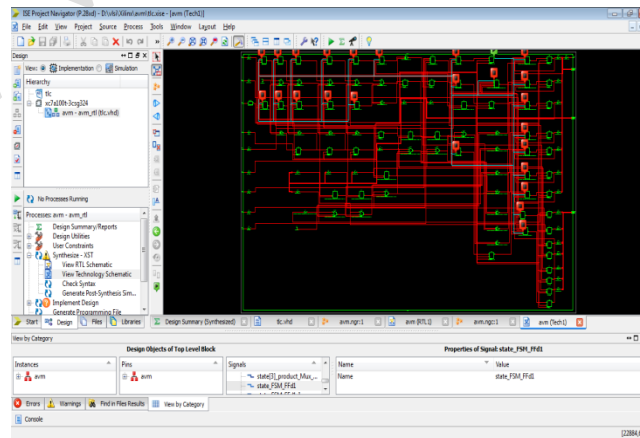 ISE Project Navigator (P.28xd) - D:\vlsi\Xilinx\avm\tlc.xise - [avm (Tech1)]
File Edit View Project Source Process Tools Window Layout Help
Design
View: Implementation Simulation
Hierarchy
tlc
xc7a100t-3csg324
avm - avm_rtl (tlc.vhd)
No Processes Running
Processes: avm - avm_rtl
Design Summary/Reports
Design Utilities
User Constraints
Synthesize - XST
View RTL Schematic
View Technology Schematic
Check Syntax
Generate Post-Synthesis Sim...
Implement Design
Generate Programming File
Start Design Files Libraries
Design Summary (Synthesized) tlc.vhd avm.ngr:1 avm (RTL1) avm.ngc:1 avm (Tech1)
View by Category
Design Objects of Top Level Block Properties of Signal: state_FSM_FFd1
Instances Pins Signals Name Value
avm avm state[3]_product_Mux_... Name state_FSM_FFd1
state_FSM_FFd1
Errors Warnings Find in Files Results View by Category
Console